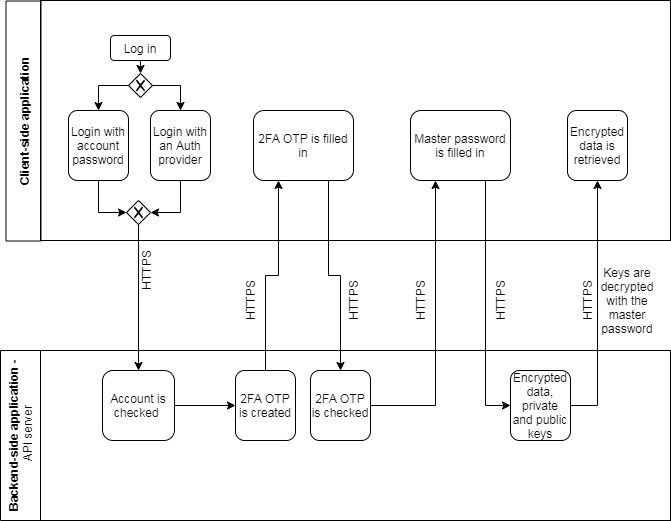 Client-side application
Log in
X
Login with
account
password
Login with
an Auth
provider
X
2FA OTP is filled
in
Master password
is filled in
Encrypted
data is
retrieved
HTTPS
HTTPS
HTTPS
HTTPS
HTTPS
HTTPS
Keys are
decrypted
with the
master
password
Backend-side application -
API server
Account is
checked
2FA OTP
is created
2FA OTP
is checked
Encrypted
data,
private
and public
keys